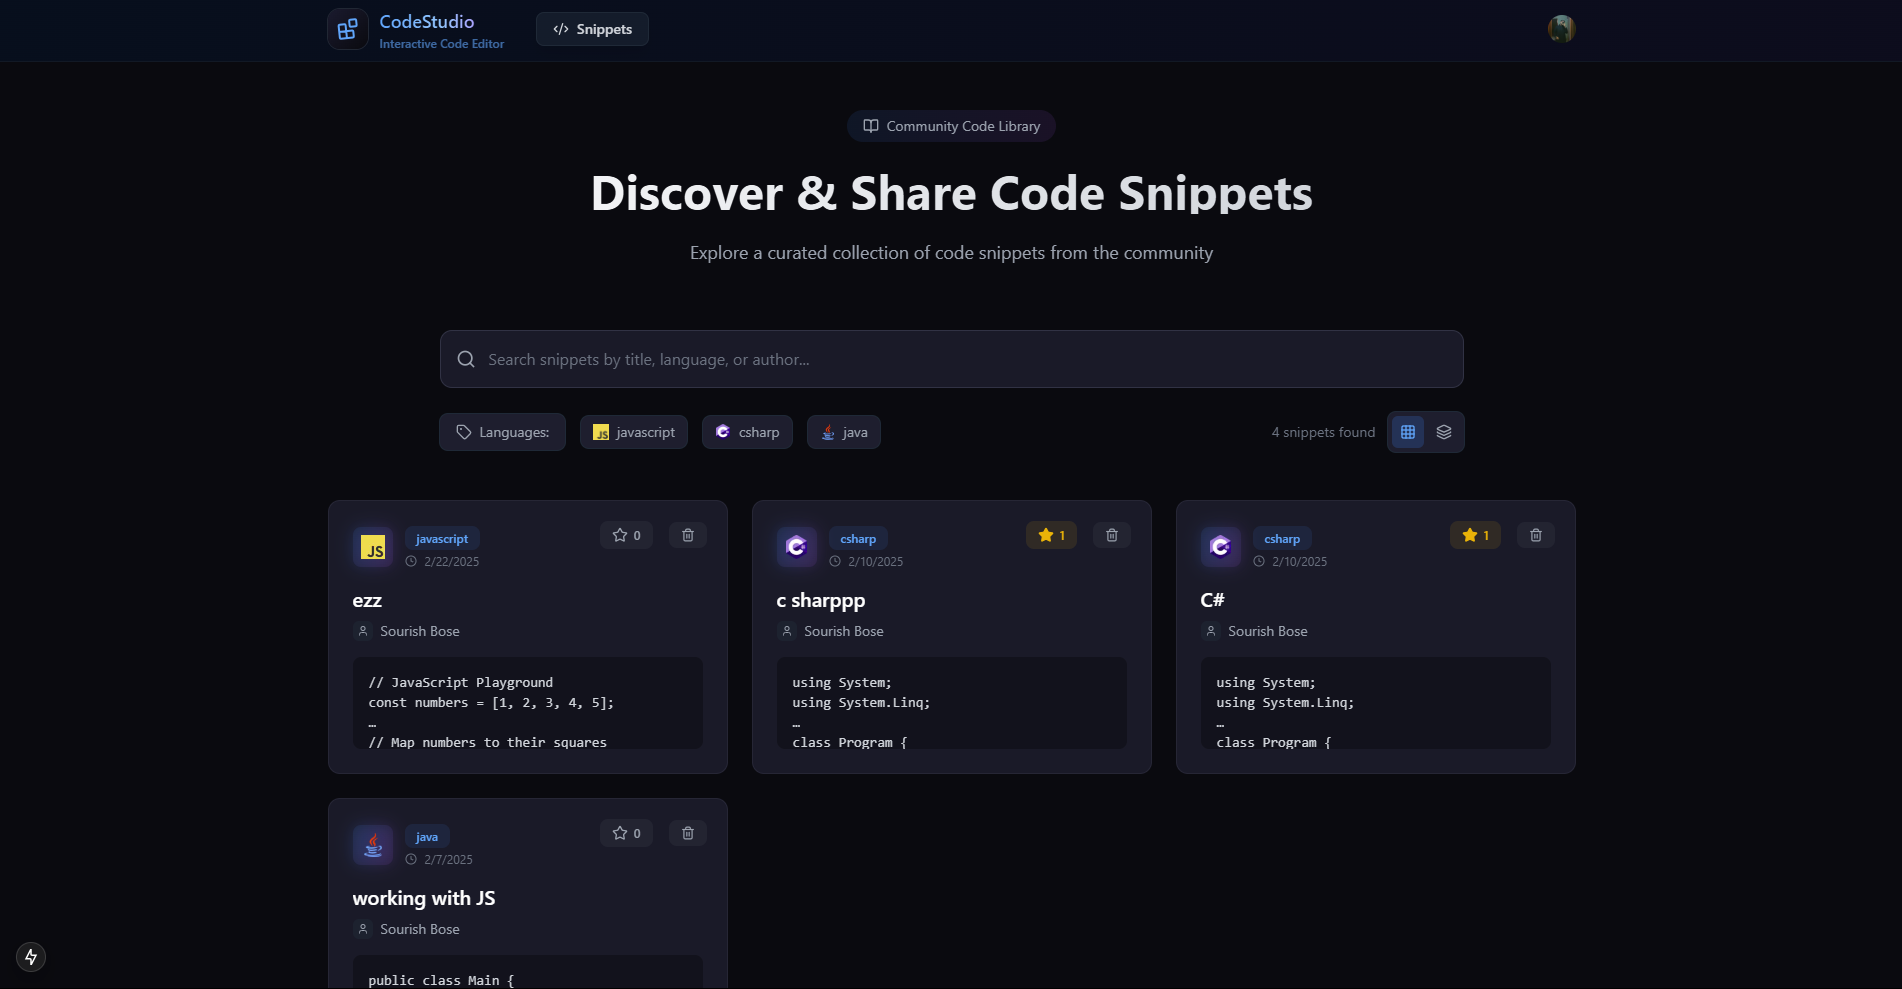 CodeStudio
Interactive Code Editor
</> Snippets
Community Code Library
Discover & Share Code Snippets
Explore a curated collection of code snippets from the community
Search snippets by title, language, or author...
Languages:
JS javascript
csharp
java
4 snippets found
JS
javascript
2/22/2025
0
ezz
Sourish Bose
// JavaScript Playground
const numbers = [1, 2, 3, 4, 5];
…
// Map numbers to their squares
csharp
2/10/2025
1
c sharppp
Sourish Bose
using System;
using System.Linq;
…
class Program {
csharp
2/10/2025
1
C#
Sourish Bose
using System;
using System.Linq;
…
class Program {
java
2/7/2025
0
working with JS
Sourish Bose
public class Main {